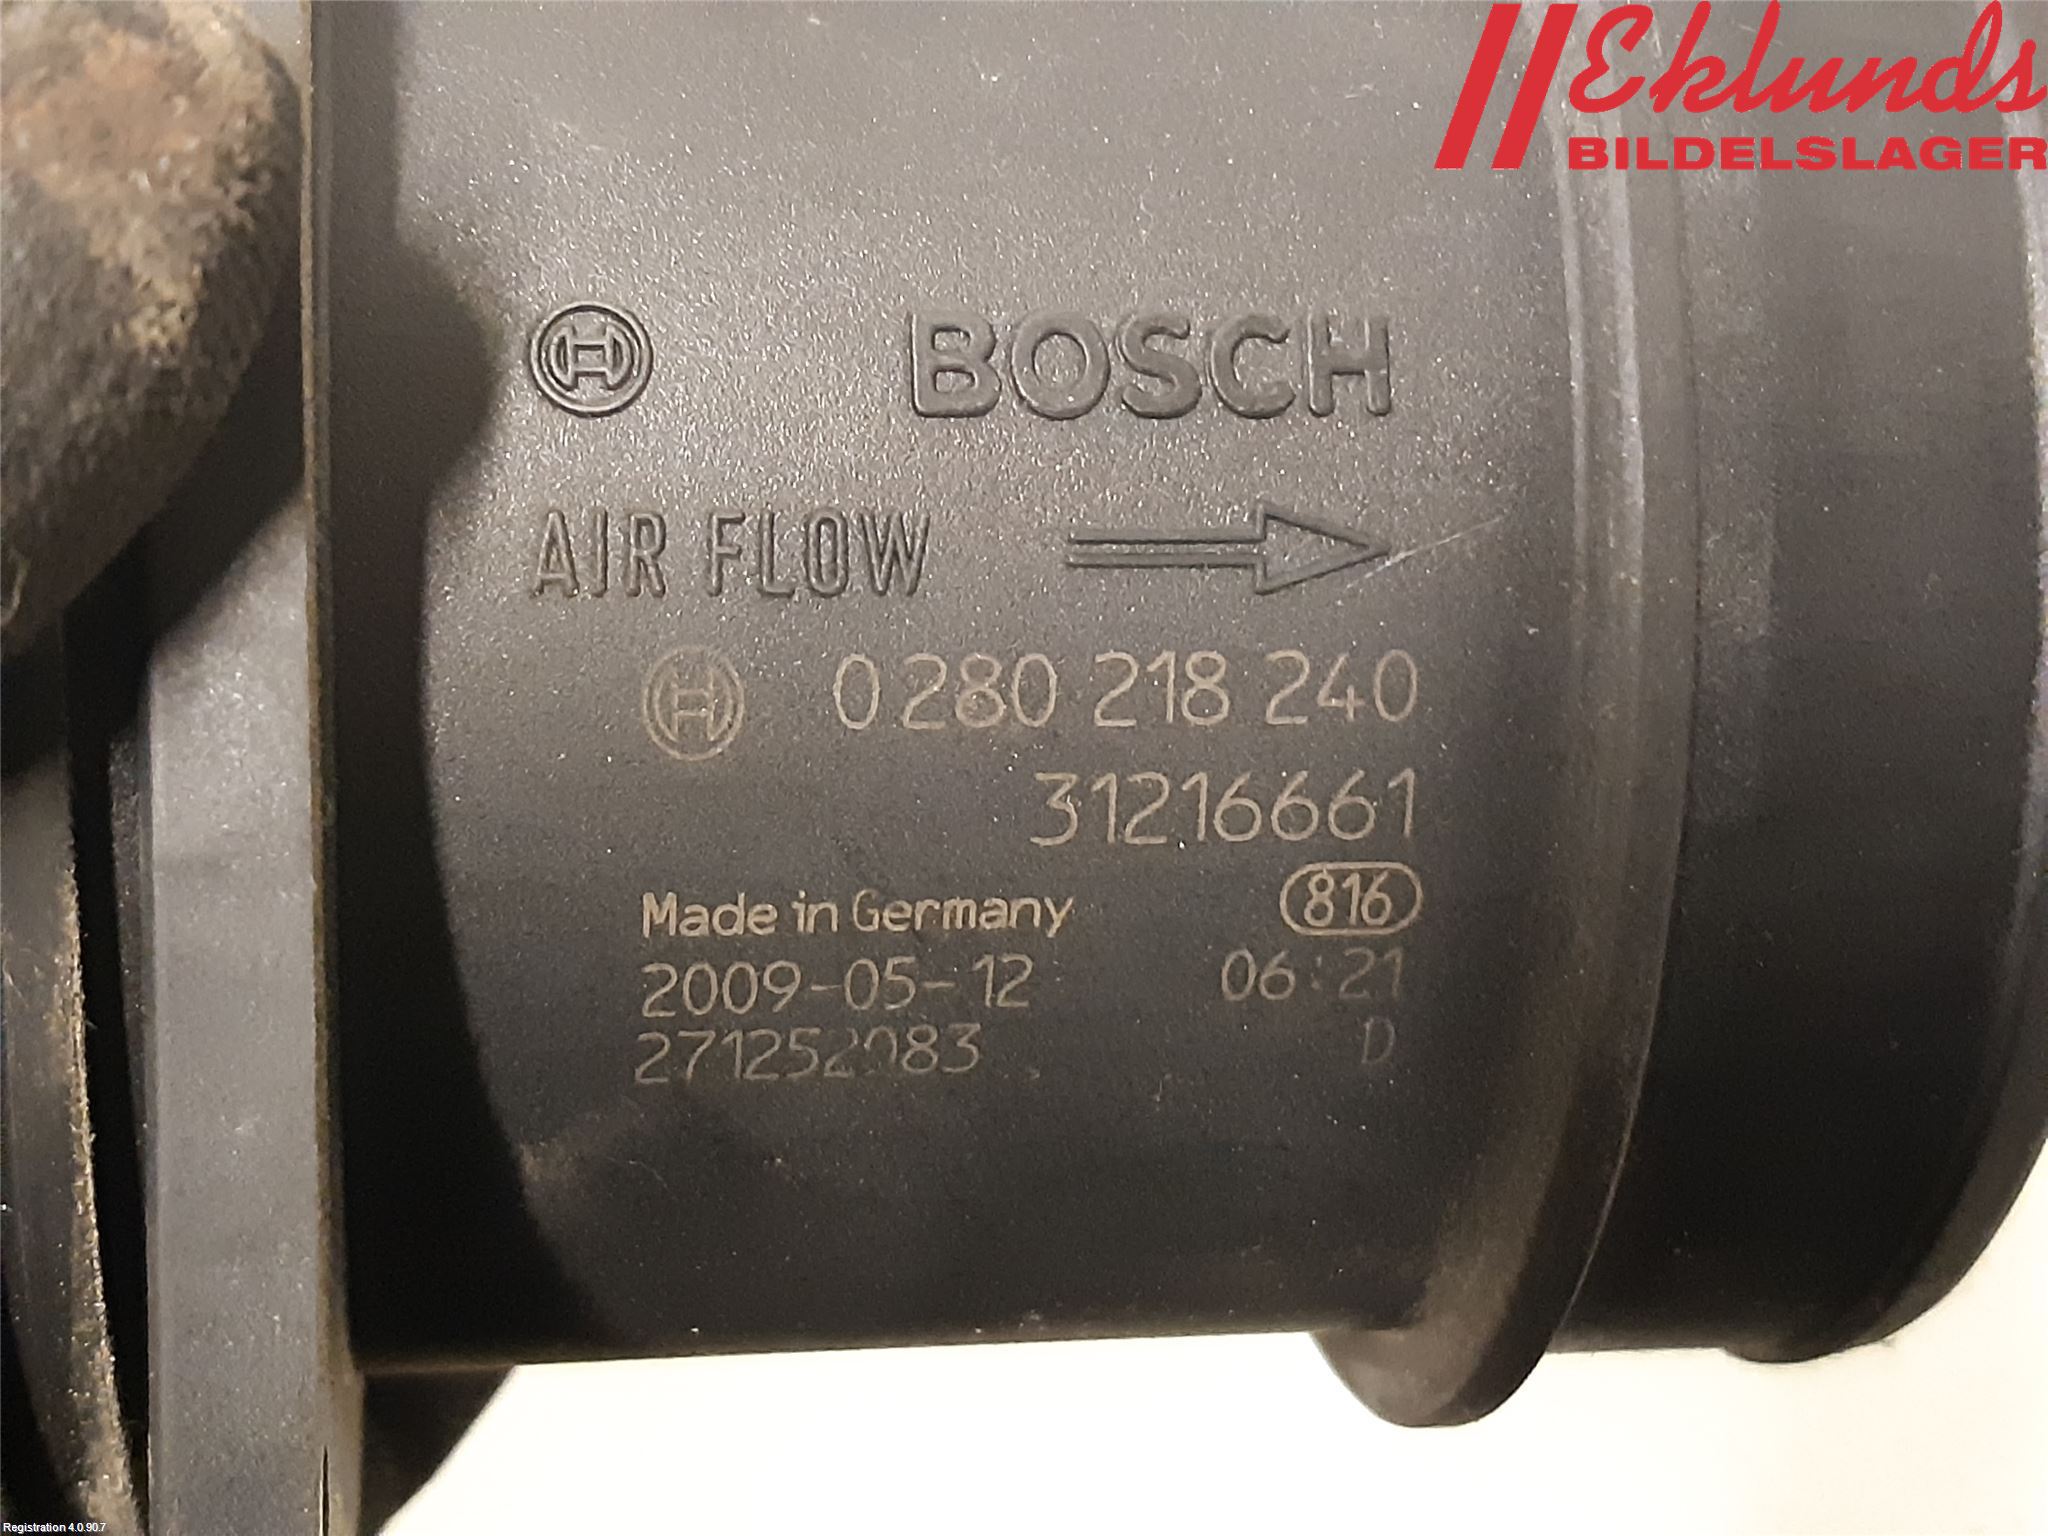 Eklunds
BILDELSLAGER
BOSCH
AIR FLOW
0 280 218 240
31216661
Made in Germany 816
2009-05-12 06:21
271252083 D
Registration 4.0.90.7